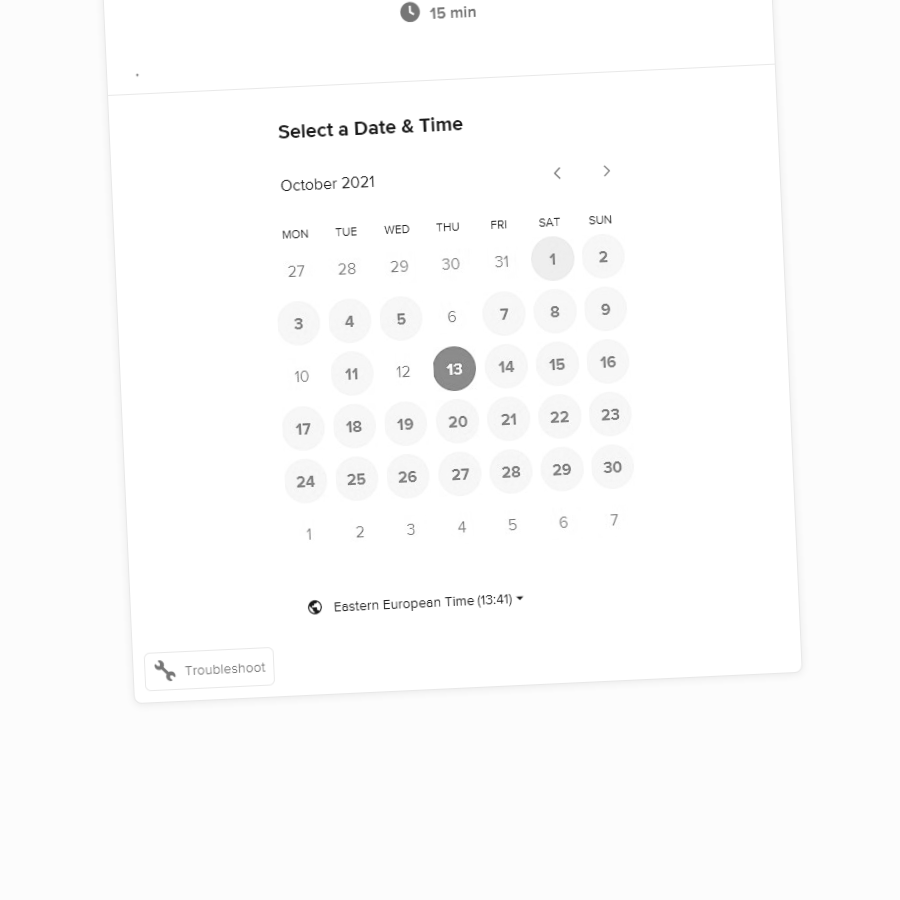 15 min
.
Select a Date & Time
October 2021
MON TUE WED THU FRI SAT SUN
27 28 29 30 31 1 2
3 4 5 6 7 8 9
10 11 12 13 14 15 16
17 18 19 20 21 22 23
24 25 26 27 28 29 30
1 2 3 4 5 6 7
Eastern European Time (13:41)
Troubleshoot